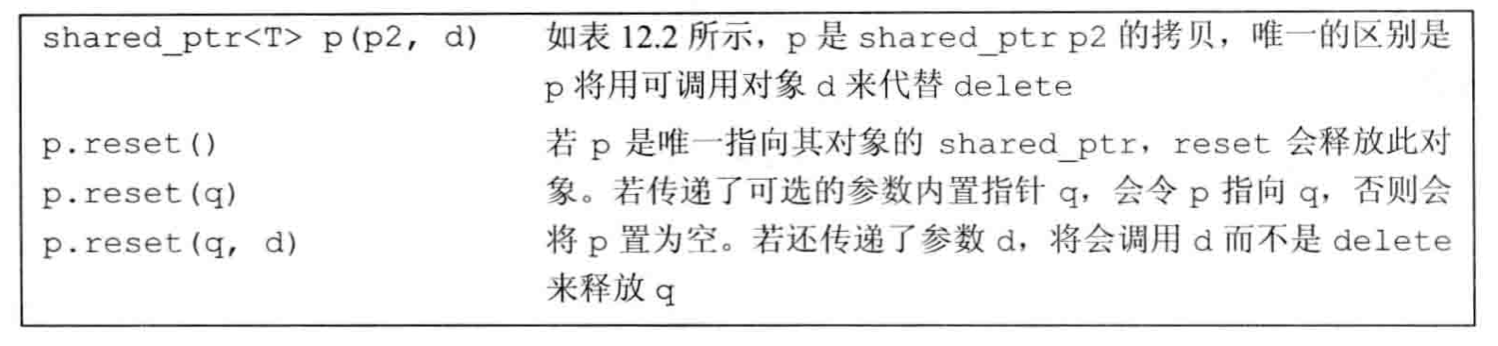 shared_ptr<T> p(p2, d) 如表 12.2 所示，p 是 shared_ptr p2 的拷贝，唯一的区别是
p 将用可调用对象 d 来代替 delete
p.reset() 若 p 是唯一指向其对象的 shared_ptr，reset 会释放此对
p.reset(q) 象。若传递了可选的参数内置指针 q，会令 p 指向 q，否则会
p.reset(q, d) 将 p 置为空。若还传递了参数 d，将会调用 d 而不是 delete
来释放 q